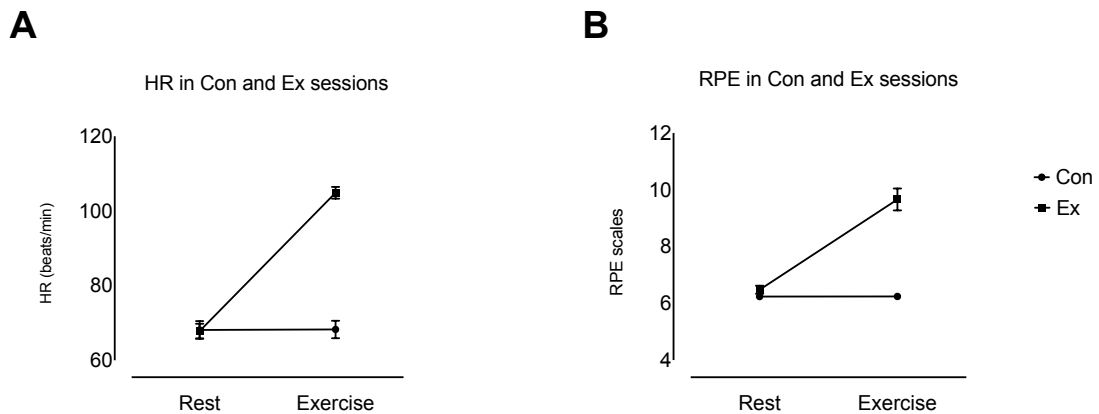 A
B
HR in Con and Ex sessions
RPE in Con and Ex sessions
HR (beats/min)
120
100
80
60
Rest
Exercise
RPE scales
12
10
8
6
4
Rest
Exercise
Con
Ex